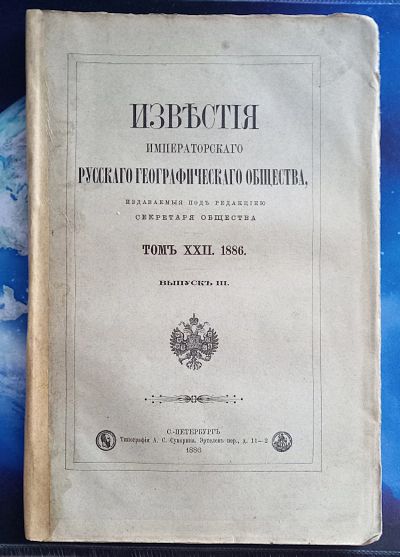 ИЗВѢСТІЯ
ИМПЕРАТОРСКАГО
РУССКАГО ГЕОГРАФИЧЕСКАГО ОБЩЕСТВА,
ИЗДАВАЕМЫЯ ПОДЪ РЕДАКЦІЕЮ
СЕКРЕТАРЯ ОБЩЕСТВА
ТОМЪ XXII. 1886.
ВЫПУСКЪ III.
С.-ПЕТЕРБУРГЪ
Типографія А. С. Суворина. Эртелевъ пер., д. 11—2
1886